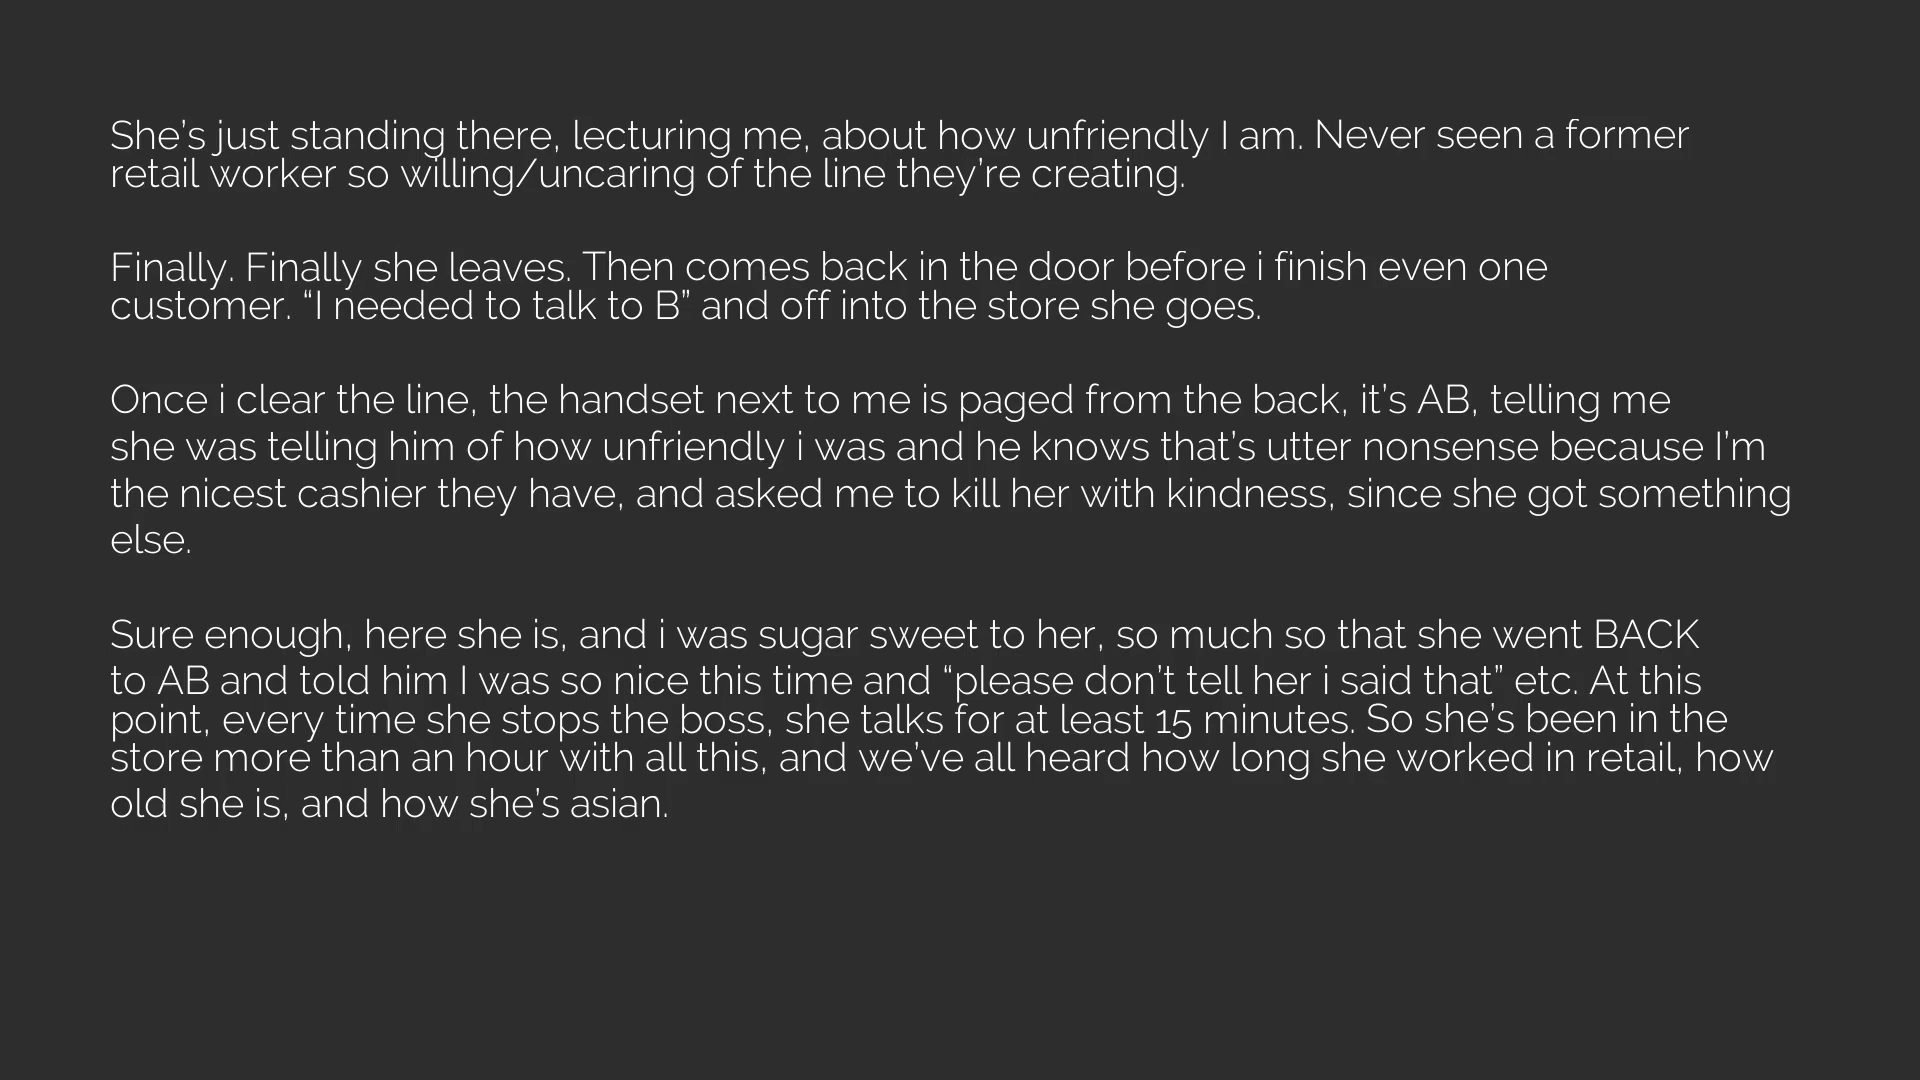 She’s just standing there, lecturing me, about how unfriendly I am. Never seen a former
retail worker so willing/uncaring of the line they’re creating.
Finally. Finally she leaves. Then comes back in the door before i finish even one
customer. “I needed to talk to B” and off into the store she goes.
Once i clear the line, the handset next to me is paged from the back, it’s AB, telling me
she was telling him of how unfriendly i was and he knows that’s utter nonsense because I’m
the nicest cashier they have, and asked me to kill her with kindness, since she got something
else.
Sure enough, here she is, and i was sugar sweet to her, so much so that she went BACK
to AB and told him I was so nice this time and “please don’t tell her i said that” etc. At this
point, every time she stops the boss, she talks for at least 15 minutes. So she’s been in the
store more than an hour with all this, and we’ve all heard how long she worked in retail, how
old she is, and how she’s asian.